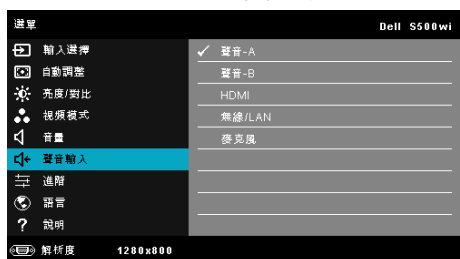 選單 Dell S500wi
輸入選擇
自動調整
亮度/對比
視頻模式
音量
聲音輸入
進階
語言
說明
聲音-A
聲音-B
HDMI
無線/LAN
麥克風
解析度 1280x800